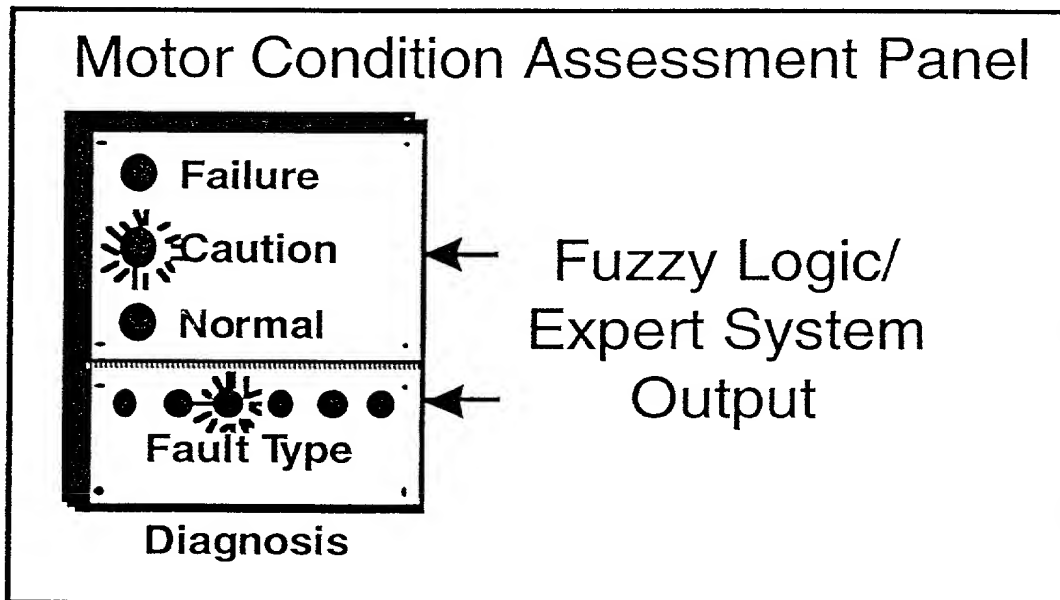 Motor Condition Assessment Panel
Failure
Caution
Normal
Fault Type
Diagnosis
Fuzzy Logic/
Expert System
Output